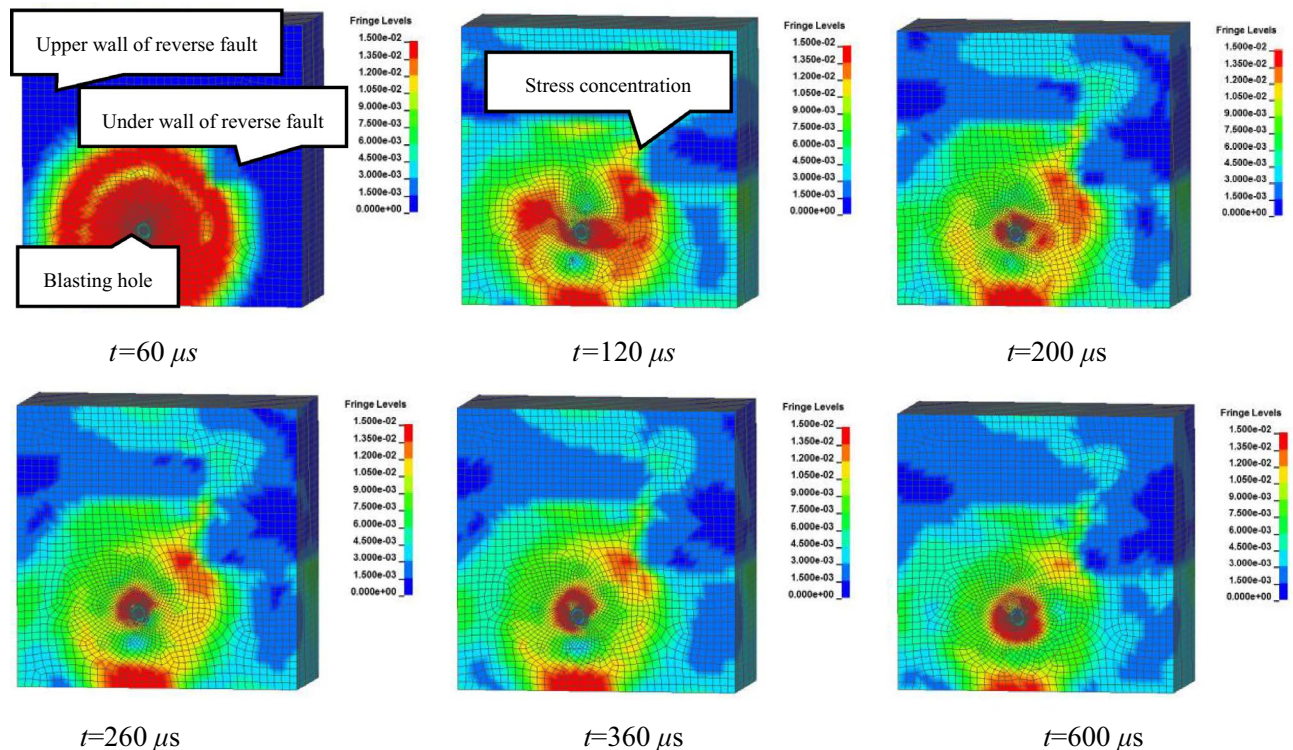 Upper wall of reverse fault
Under wall of reverse fault
Blasting hole
Fringe Levels
1.500e-02
1.350e-02
1.200e-02
1.050e-02
9.000e-03
7.500e-03
6.000e-03
4.500e-03
3.000e-03
1.500e-03
0.000e+00
Stress concentration
Fringe Levels
1.500e-02
1.350e-02
1.200e-02
1.050e-02
9.000e-03
7.500e-03
6.000e-03
4.500e-03
3.000e-03
1.500e-03
0.000e+00
Fringe Levels
1.500e-02
1.350e-02
1.200e-02
1.050e-02
9.000e-03
7.500e-03
6.000e-03
4.500e-03
3.000e-03
1.500e-03
0.000e+00
t=60 μs
t=120 μs
t=200 μs
Fringe Levels
1.500e-02
1.350e-02
1.200e-02
1.050e-02
9.000e-03
7.500e-03
6.000e-03
4.500e-03
3.000e-03
1.500e-03
0.000e+00
Fringe Levels
1.500e-02
1.350e-02
1.200e-02
1.050e-02
9.000e-03
7.500e-03
6.000e-03
4.500e-03
3.000e-03
1.500e-03
0.000e+00
Fringe Levels
1.500e-02
1.350e-02
1.200e-02
1.050e-02
9.000e-03
7.500e-03
6.000e-03
4.500e-03
3.000e-03
1.500e-03
0.000e+00
t=260 μs
t=360 μs
t=600 μs